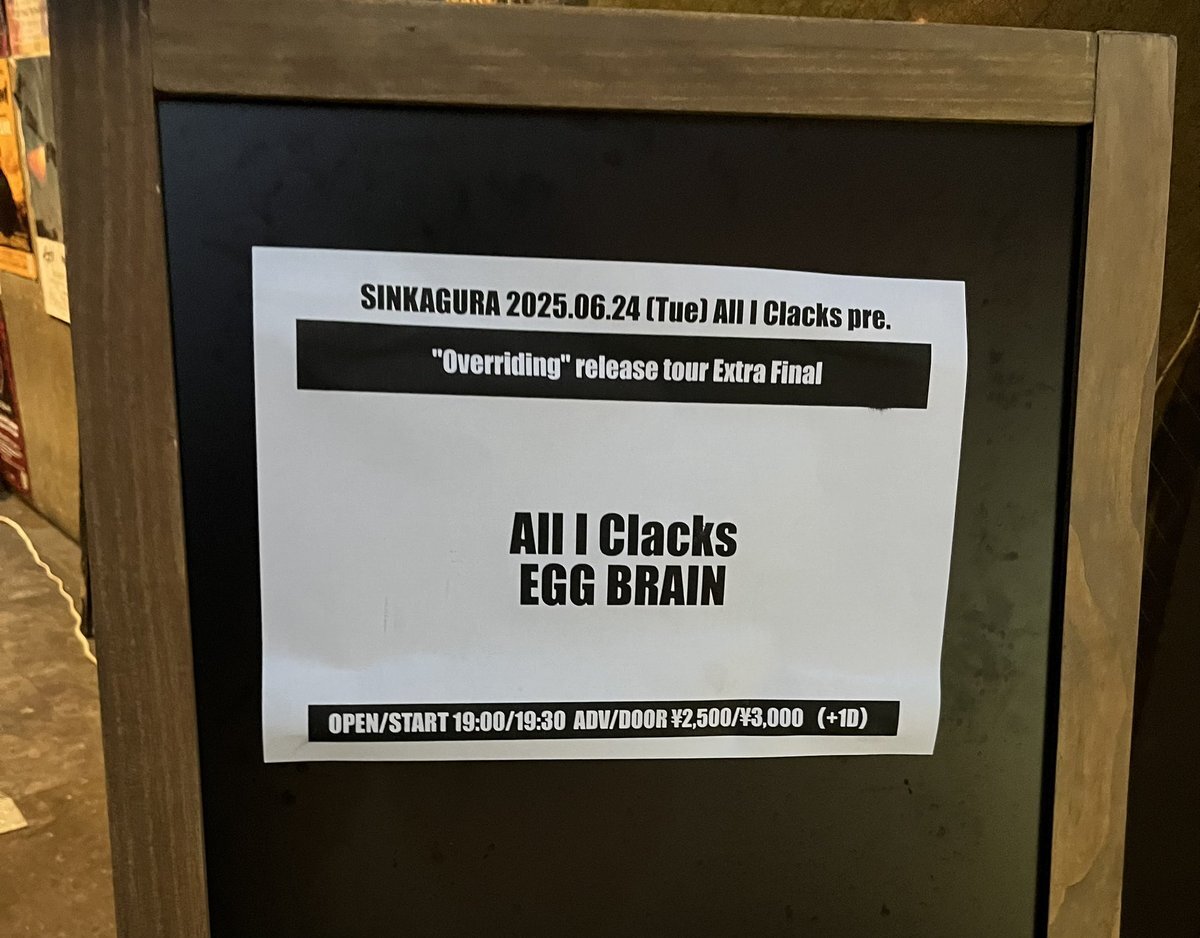 SINKAGURA 2025.06.24 (Tue) All I Clacks pre.
"Overriding" release tour Extra Final
All I Clacks
EGG BRAIN
OPEN/START 19:00/19:30 ADV/DOOR ¥2,500/¥3,000 (+1D)